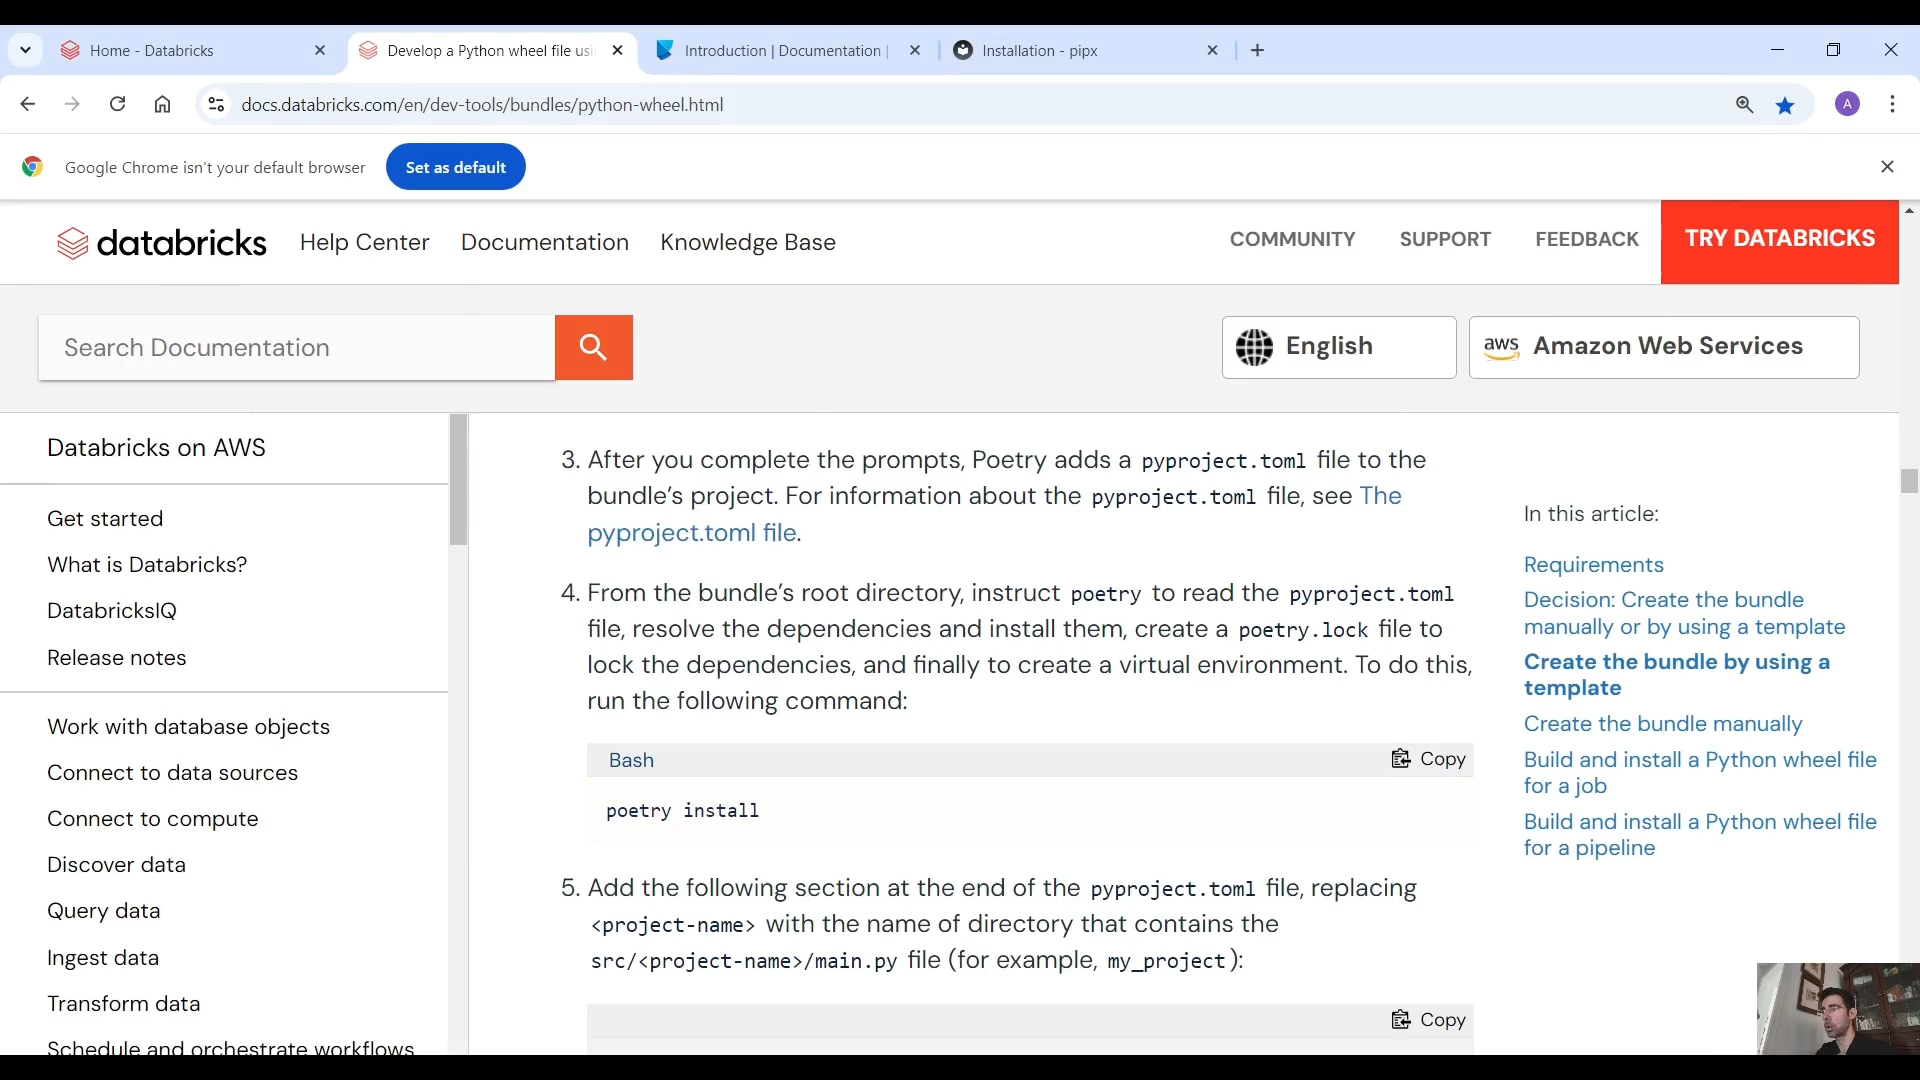 Home - Databricks
Develop a Python wheel file usi
Introduction | Documentation |
Installation - pipx
docs.databricks.com/en/dev-tools/bundles/python-wheel.html
A
Google Chrome isn't your default browser
Set as default
databricks
Help Center
Documentation
Knowledge Base
COMMUNITY
SUPPORT
FEEDBACK
TRY DATABRICKS
Search Documentation
English
aws Amazon Web Services
Databricks on AWS
Get started
What is Databricks?
DatabricksIQ
Release notes
Work with database objects
Connect to data sources
Connect to compute
Discover data
Query data
Ingest data
Transform data
Schedule and orchestrate workflows
3. After you complete the prompts, Poetry adds a pyproject.toml file to the
bundle’s project. For information about the pyproject.toml file, see The
pyproject.toml file.
4. From the bundle’s root directory, instruct poetry to read the pyproject.toml
file, resolve the dependencies and install them, create a poetry.lock file to
lock the dependencies, and finally to create a virtual environment. To do this,
run the following command:
Bash
Copy
poetry install
5. Add the following section at the end of the pyproject.toml file, replacing
<project-name> with the name of directory that contains the
src/<project-name>/main.py file (for example, my_project):
Copy
In this article:
Requirements
Decision: Create the bundle
manually or by using a template
Create the bundle by using a
template
Create the bundle manually
Build and install a Python wheel file
for a job
Build and install a Python wheel file
for a pipeline